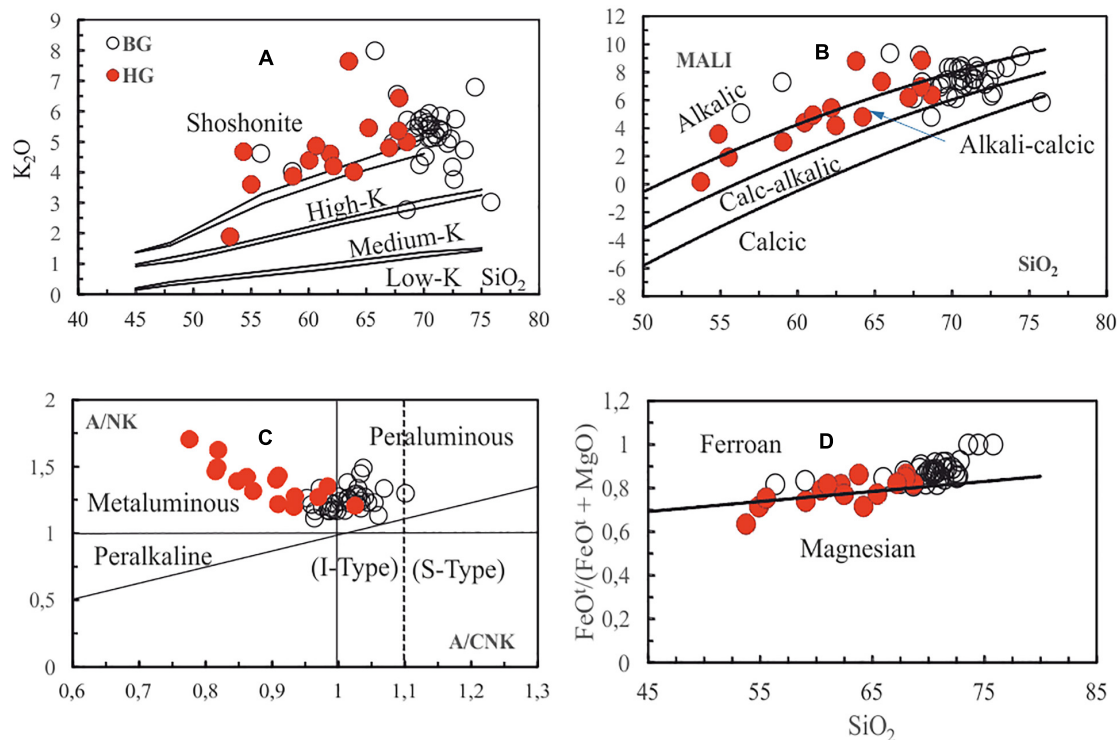 9
8
7
6
5
4
3
2
1
0
K₂O
BG
HG
A
Shoshonite
High-K
Medium-K
Low-K SiO₂
40 45 50 55 60 65 70 75 80
12
10
8
6
4
2
0
-2
-4
-6
-8
MALI
B
Alkalic
Alkali-calcic
Calc-alkalic
Calcic
SiO₂
50 55 60 65 70 75 80
2
1,5
1
0,5
0
A/NK
C
Peraluminous
Metaluminous
Peralkaline
(I-Type) (S-Type)
A/CNK
0,6 0,7 0,8 0,9 1 1,1 1,2 1,3
FeOᵗ/(FeOᵗ + MgO)
1,2
1
0,8
0,6
0,4
0,2
0
Ferroan
D
Magnesian
45 55 65 75 85
SiO₂